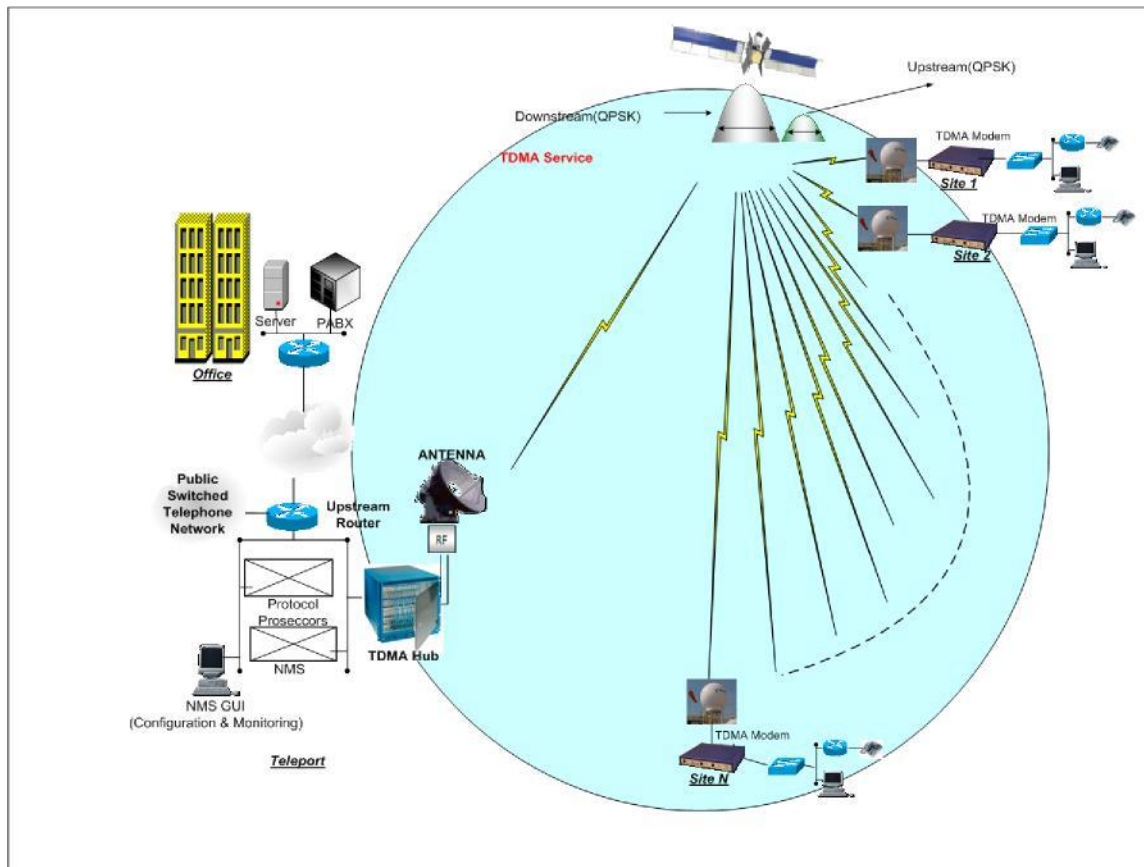 Upstream(QPSK)
Downstream(QPSK)
TDMA Service
TDMA Modem
Site 1
TDMA Modem
Site 2
Server
PABX
Office
ANTENNA
RF
Public
Switched
Telephone
Network
Upstream
Router
Protocol
Proseccors
NMS
TDMA Hub
NMS GUI
(Configuration & Monitoring)
Teleport
TDMA Modem
Site N